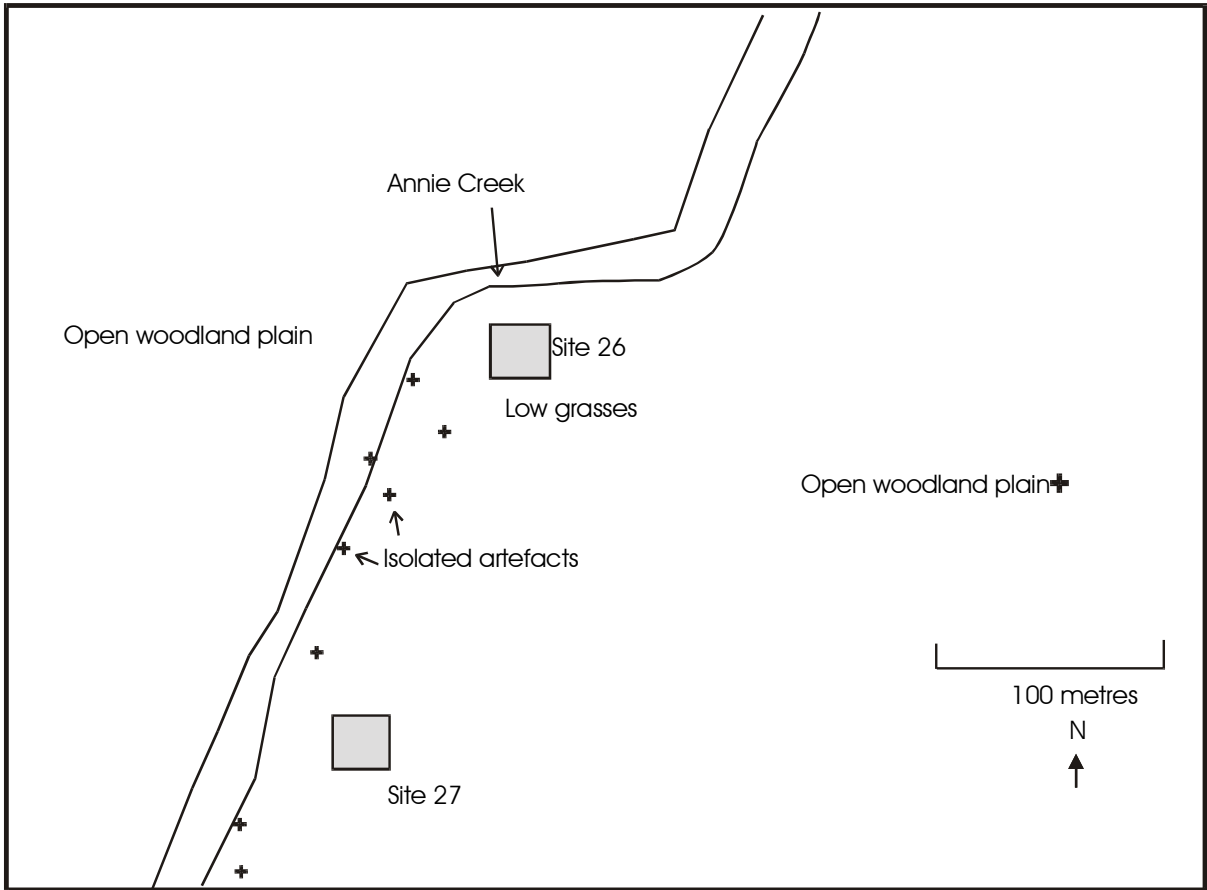 Annie Creek
Open woodland plain
Site 26
Low grasses
Open woodland plain
Isolated artefacts
100 metres
N
Site 27